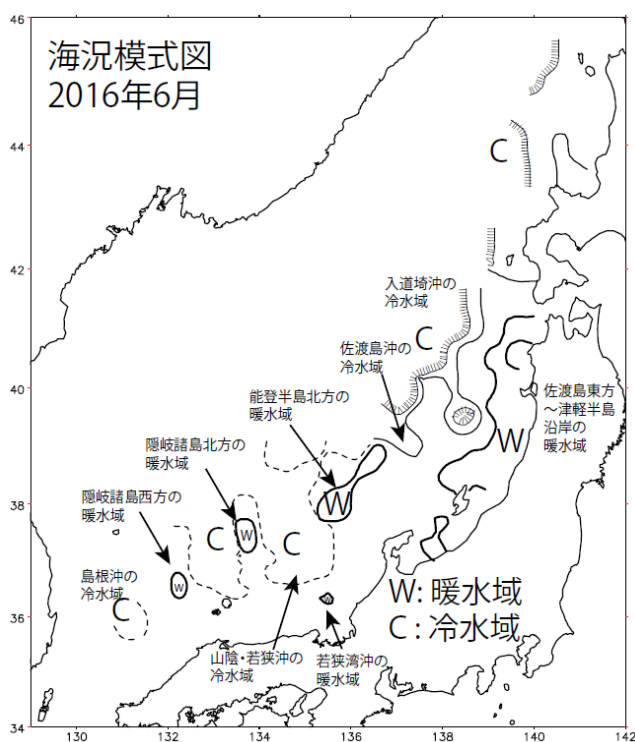 海況模式図
2016年6月
46
44
42
40
38
36
34
130
132
134
136
138
140
142
C
入道埼沖の
冷水域
C
佐渡島沖の
冷水域
佐渡島東方
～津軽半島
沿岸の
暖水域
W
能登半島北方の
暖水域
W
隠岐諸島北方の
暖水域
W
C
C
隠岐諸島西方の
暖水域
W
島根沖の
冷水域
C
W
山陰・若狭沖の
冷水域
若狭湾沖の
暖水域
W：暖水域
C：冷水域